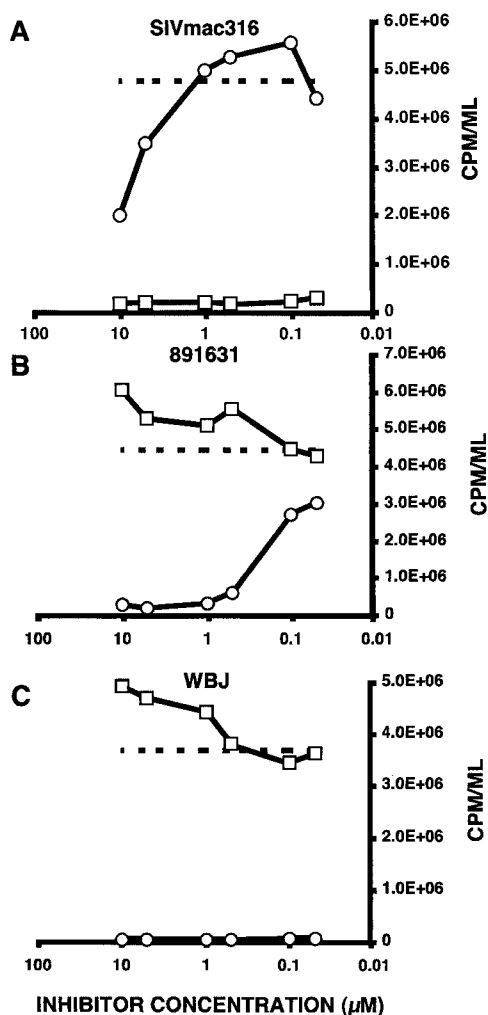 A
SIVmac316
6.0E+06
5.0E+06
4.0E+06
3.0E+06
2.0E+06
1.0E+06
0
CPM/ML
100 10 1 0.1 0.01
B
891631
7.0E+06
6.0E+06
5.0E+06
4.0E+06
3.0E+06
2.0E+06
1.0E+06
0
CPM/ML
100 10 1 0.1 0.01
C
WBJ
5.0E+06
4.0E+06
3.0E+06
2.0E+06
1.0E+06
0
CPM/ML
100 10 1 0.1 0.01
INHIBITOR CONCENTRATION (µM)